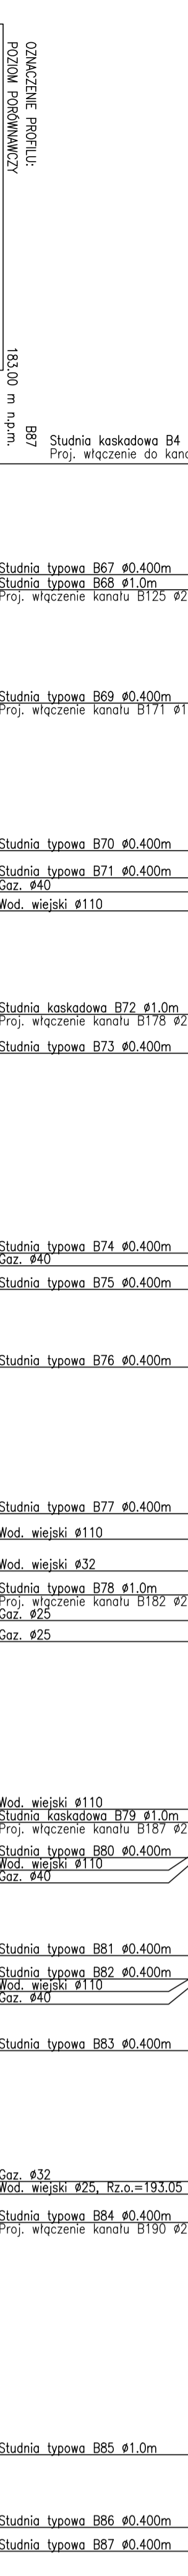 OZNACZENIE PROFILU: B87
POZIOM PORÓWNAWCZY 183,00 m n.p.m.
Studnia kaskadowa B4
Proj. włączenie do kana
Studnia typowa B67 ø0.400m
Studnia typowa B68 ø1.0m
Proj. włączenie kanału B125 ø2
Studnia typowa B69 ø0.400m
Proj. włączenie kanału B171 ø1
Studnia typowa B70 ø0.400m
Studnia typowa B71 ø0.400m
Gaz. ø40
Wod. wiejski ø110
Studnia kaskadowa B72 ø1.0m
Proj. włączenie kanału B178 ø2
Studnia typowa B73 ø0.400m
Studnia typowa B74 ø0.400m
Gaz. ø40
Studnia typowa B75 ø0.400m
Studnia typowa B76 ø0.400m
Studnia typowa B77 ø0.400m
Wod. wiejski ø110
Wod. wiejski ø32
Studnia typowa B78 ø1.0m
Proj. włączenie kanału B182 ø2
Gaz. ø25
Gaz. ø25
Wod. wiejski ø110
Studnia kaskadowa B79 ø1.0m
Proj. włączenie kanału B187 ø2
Studnia typowa B80 ø0.400m
Wod. wiejski ø110
Gaz. ø40
Studnia typowa B81 ø0.400m
Studnia typowa B82 ø0.400m
Wod. wiejski ø110
Gaz. ø40
Studnia typowa B83 ø0.400m
Gaz. ø32
Wod. wiejski ø25, Rz.o.=193.05
Studnia typowa B84 ø0.400m
Proj. włączenie kanału B190 ø2
Studnia typowa B85 ø1.0m
Studnia typowa B86 ø0.400m
Studnia typowa B87 ø0.400m